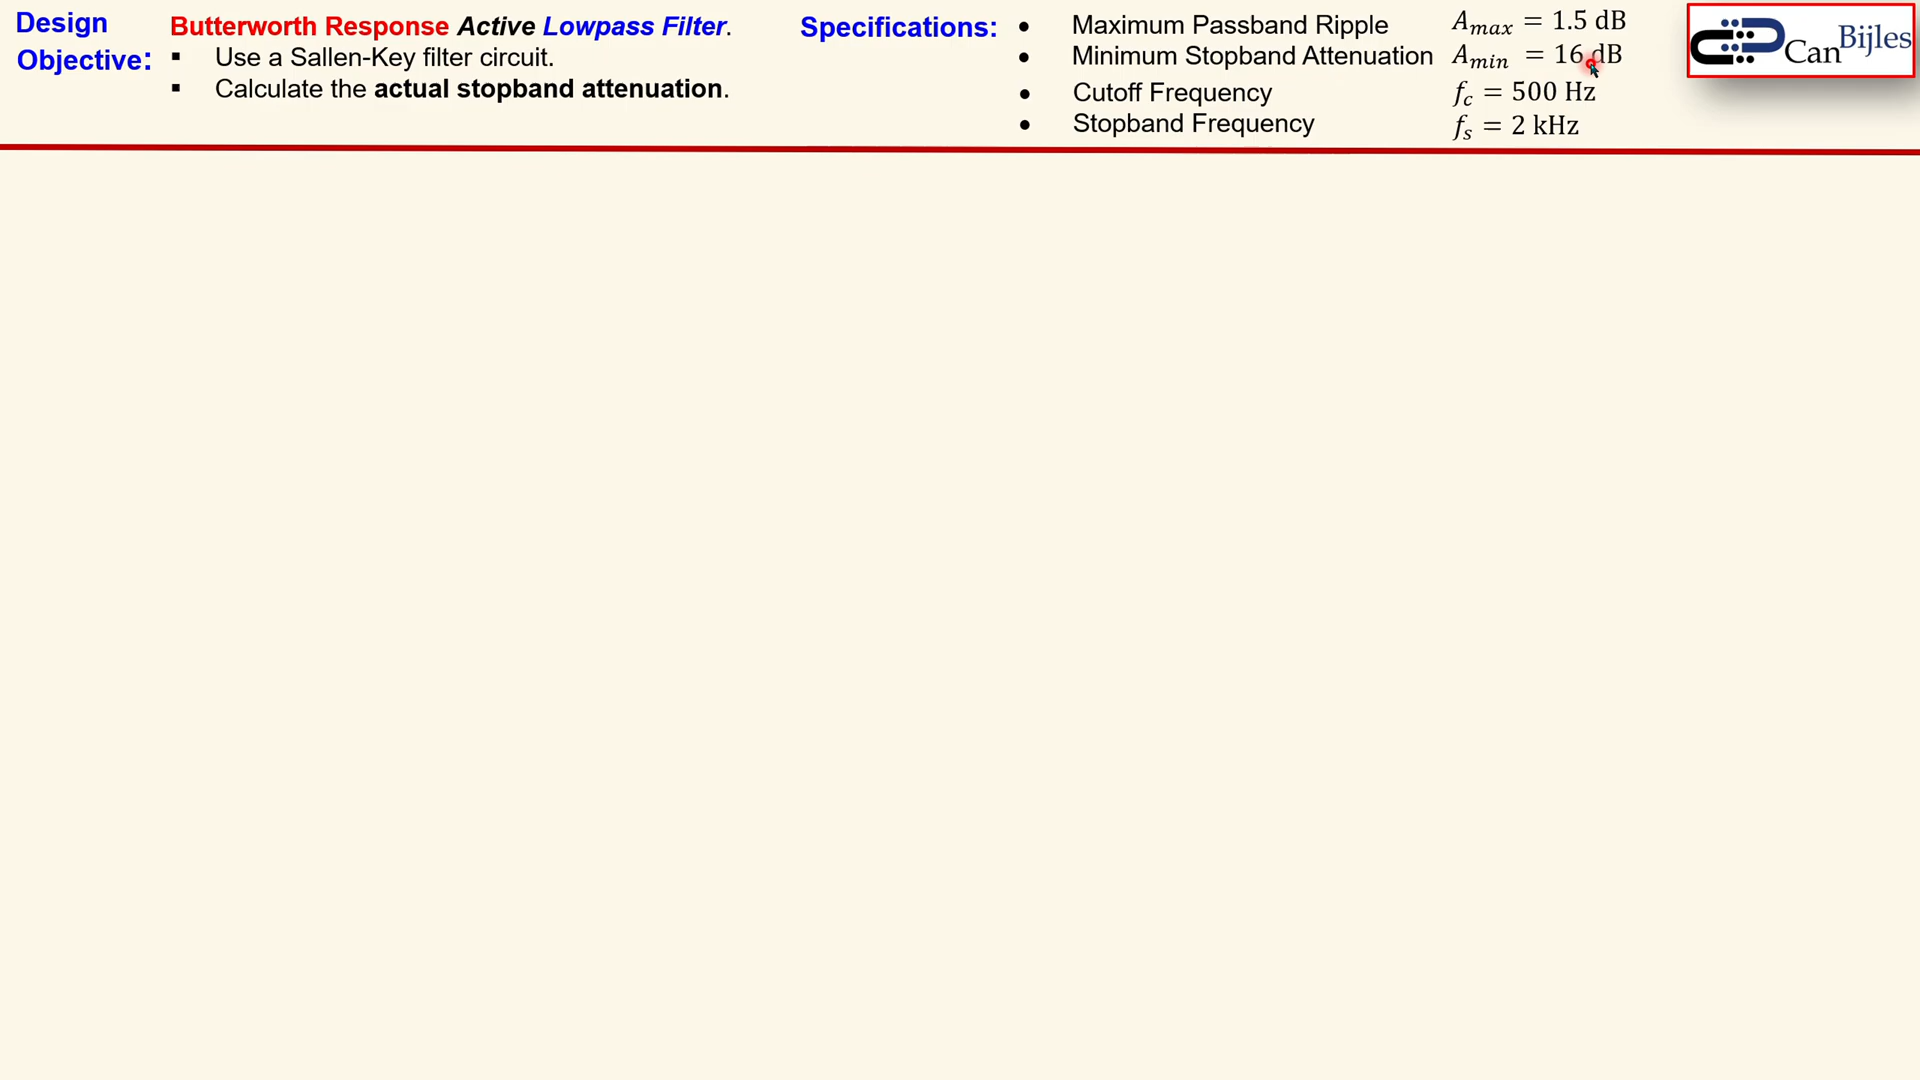 Design Objective:
Butterworth Response Active Lowpass Filter.
▪ Use a Sallen-Key filter circuit.
▪ Calculate the actual stopband attenuation.
Specifications:
• Maximum Passband Ripple A_max = 1.5 dB
• Minimum Stopband Attenuation A_min = 16 dB
• Cutoff Frequency f_c = 500 Hz
• Stopband Frequency f_s = 2 kHz
CanBijles